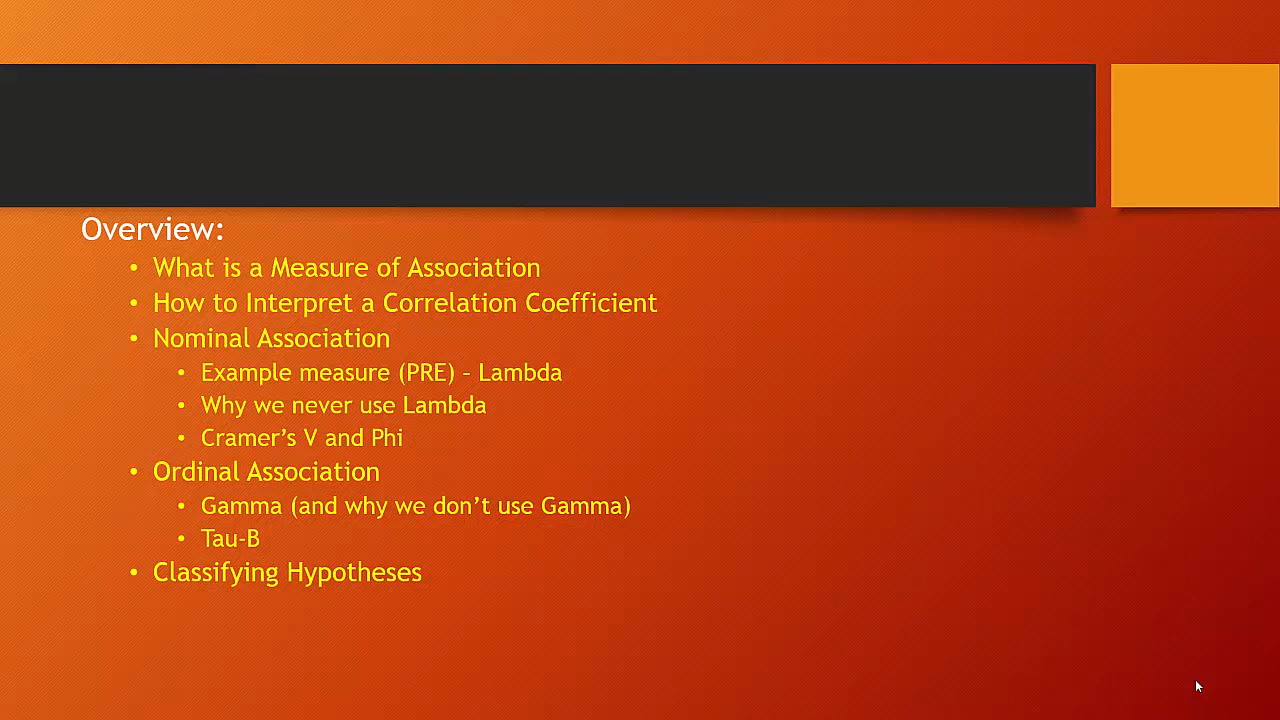 Overview:
• What is a Measure of Association
• How to Interpret a Correlation Coefficient
• Nominal Association
• Example measure (PRE) – Lambda
• Why we never use Lambda
• Cramer’s V and Phi
• Ordinal Association
• Gamma (and why we don’t use Gamma)
• Tau-B
• Classifying Hypotheses